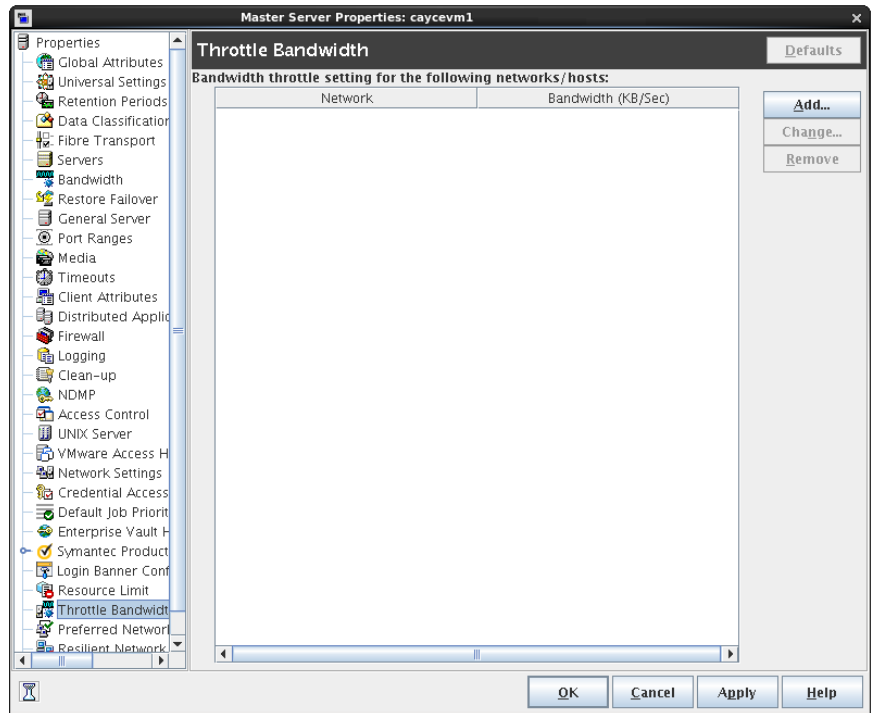 Master Server Properties: caycevm1
Properties
Global Attributes
Universal Settings
Retention Periods
Data Classification
Fibre Transport
Servers
Bandwidth
Restore Failover
General Server
Port Ranges
Media
Timeouts
Client Attributes
Distributed Applic
Firewall
Logging
Clean-up
NDMP
Access Control
UNIX Server
VMware Access H
Network Settings
Credential Access
Default Job Priorit
Enterprise Vault H
Symantec Product
Login Banner Conf
Resource Limit
Throttle Bandwidt
Preferred Networ
Resilient Network
Throttle Bandwidth
Defaults
Bandwidth throttle setting for the following networks/hosts:
Network
Bandwidth (KB/Sec)
Add...
Change...
Remove
OK
Cancel
Apply
Help